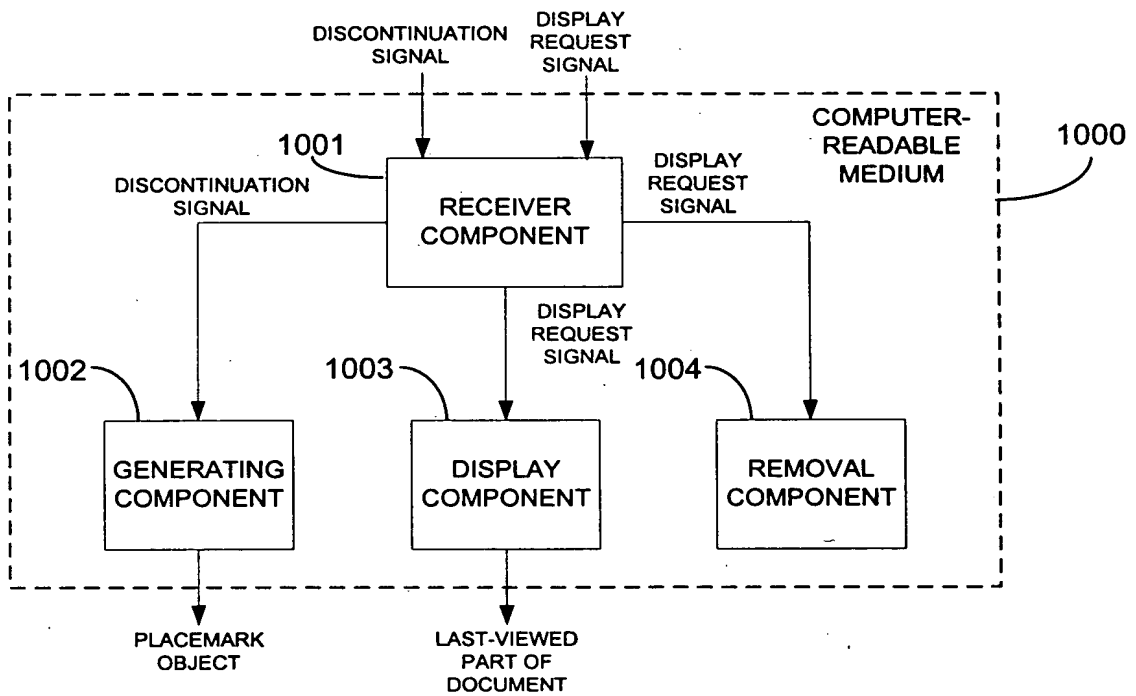 DISCONTINUATION
SIGNAL
DISPLAY
REQUEST
SIGNAL
COMPUTER-
READABLE
MEDIUM
1000
1001
RECEIVER
COMPONENT
DISCONTINUATION
SIGNAL
DISPLAY
REQUEST
SIGNAL
DISPLAY
REQUEST
SIGNAL
1002
1003
1004
GENERATING
COMPONENT
DISPLAY
COMPONENT
REMOVAL
COMPONENT
PLACEMARK
OBJECT
LAST-VIEWED
PART OF
DOCUMENT